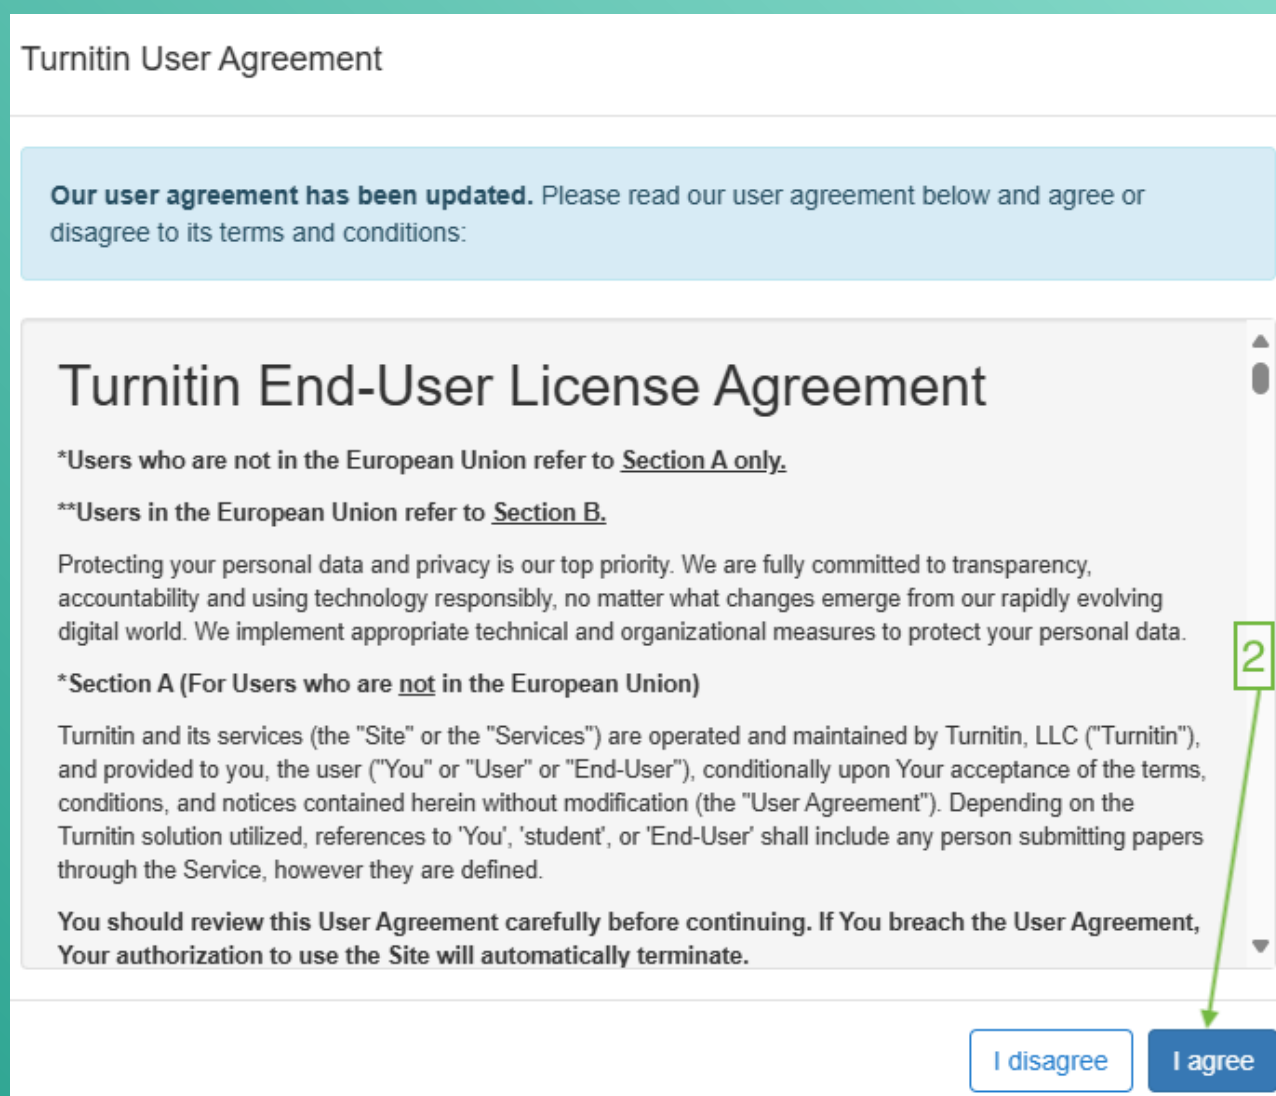 Turnitin User Agreement
Our user agreement has been updated. Please read our user agreement below and agree or
disagree to its terms and conditions:
Turnitin End-User License Agreement
*Users who are not in the European Union refer to Section A only.
**Users in the European Union refer to Section B.
Protecting your personal data and privacy is our top priority. We are fully committed to transparency,
accountability and using technology responsibly, no matter what changes emerge from our rapidly evolving
digital world. We implement appropriate technical and organizational measures to protect your personal data.
*Section A (For Users who are not in the European Union)
Turnitin and its services (the "Site" or the "Services") are operated and maintained by Turnitin, LLC ("Turnitin"),
and provided to you, the user ("You" or "User" or "End-User"), conditionally upon Your acceptance of the terms,
conditions, and notices contained herein without modification (the "User Agreement"). Depending on the
Turnitin solution utilized, references to 'You', 'student', or 'End-User' shall include any person submitting papers
through the Service, however they are defined.
You should review this User Agreement carefully before continuing. If You breach the User Agreement,
Your authorization to use the Site will automatically terminate.
2
I disagree
I agree